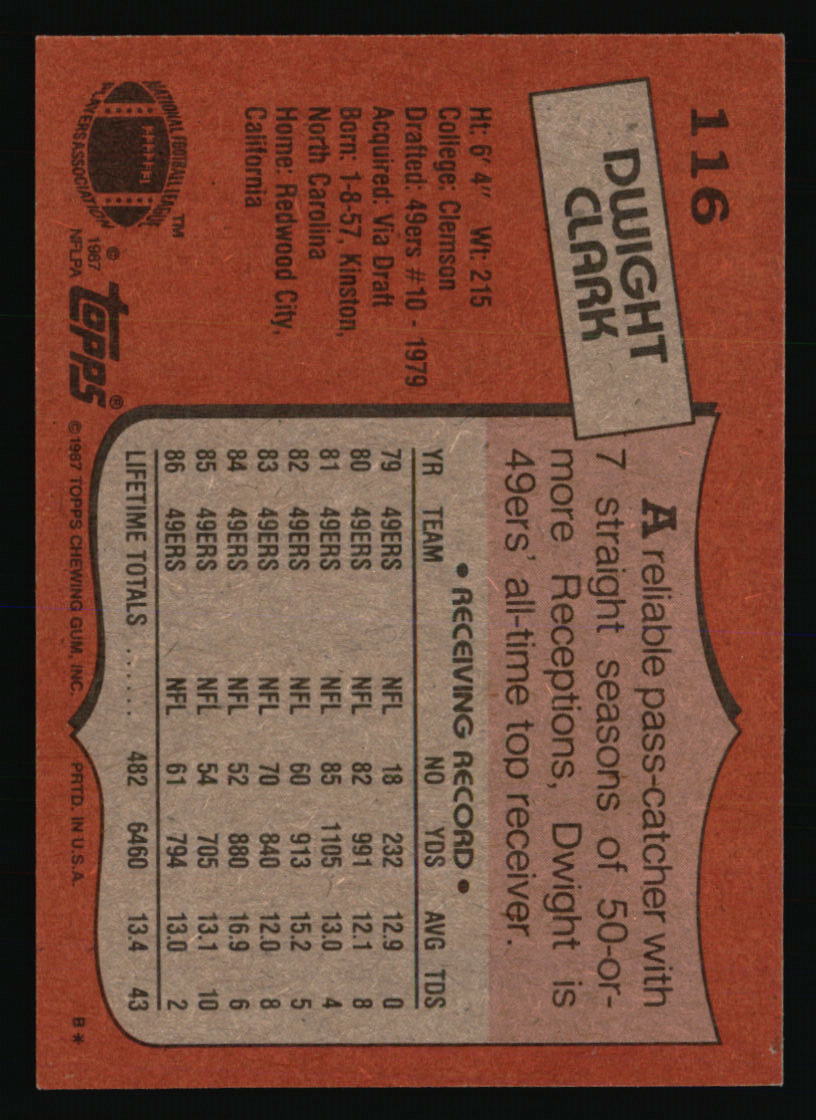 116
DWIGHT
CLARK
Ht: 6' 4" Wt: 215
College: Clemson
Drafted: 49ers #10 - 1979
Acquired: Via Draft
Born: 1-8-57, Kinston,
North Carolina
Home: Redwood City,
California
NATIONAL FOOTBALL LEAGUE
PLAYERS ASSOCIATION
TM
© 1987
NFLPA
topps®
A reliable pass-catcher with
7 straight seasons of 50-or-
more Receptions, Dwight is
49ers' all-time top receiver.
• RECEIVING RECORD •
YR TEAM NO YDS AVG TDS
79 49ERS NFL 18 232 12.9 0
80 49ERS NFL 82 991 12.1 8
81 49ERS NFL 85 1105 13.0 4
82 49ERS NFL 60 913 15.2 5
83 49ERS NFL 70 840 12.0 8
84 49ERS NFL 52 880 16.9 6
85 49ERS NFL 54 705 13.1 10
86 49ERS NFL 61 794 13.0 2
LIFETIME TOTALS ...... 482 6460 13.4 43
©1987 TOPPS CHEWING GUM, INC. PRTD. IN U.S.A. B*